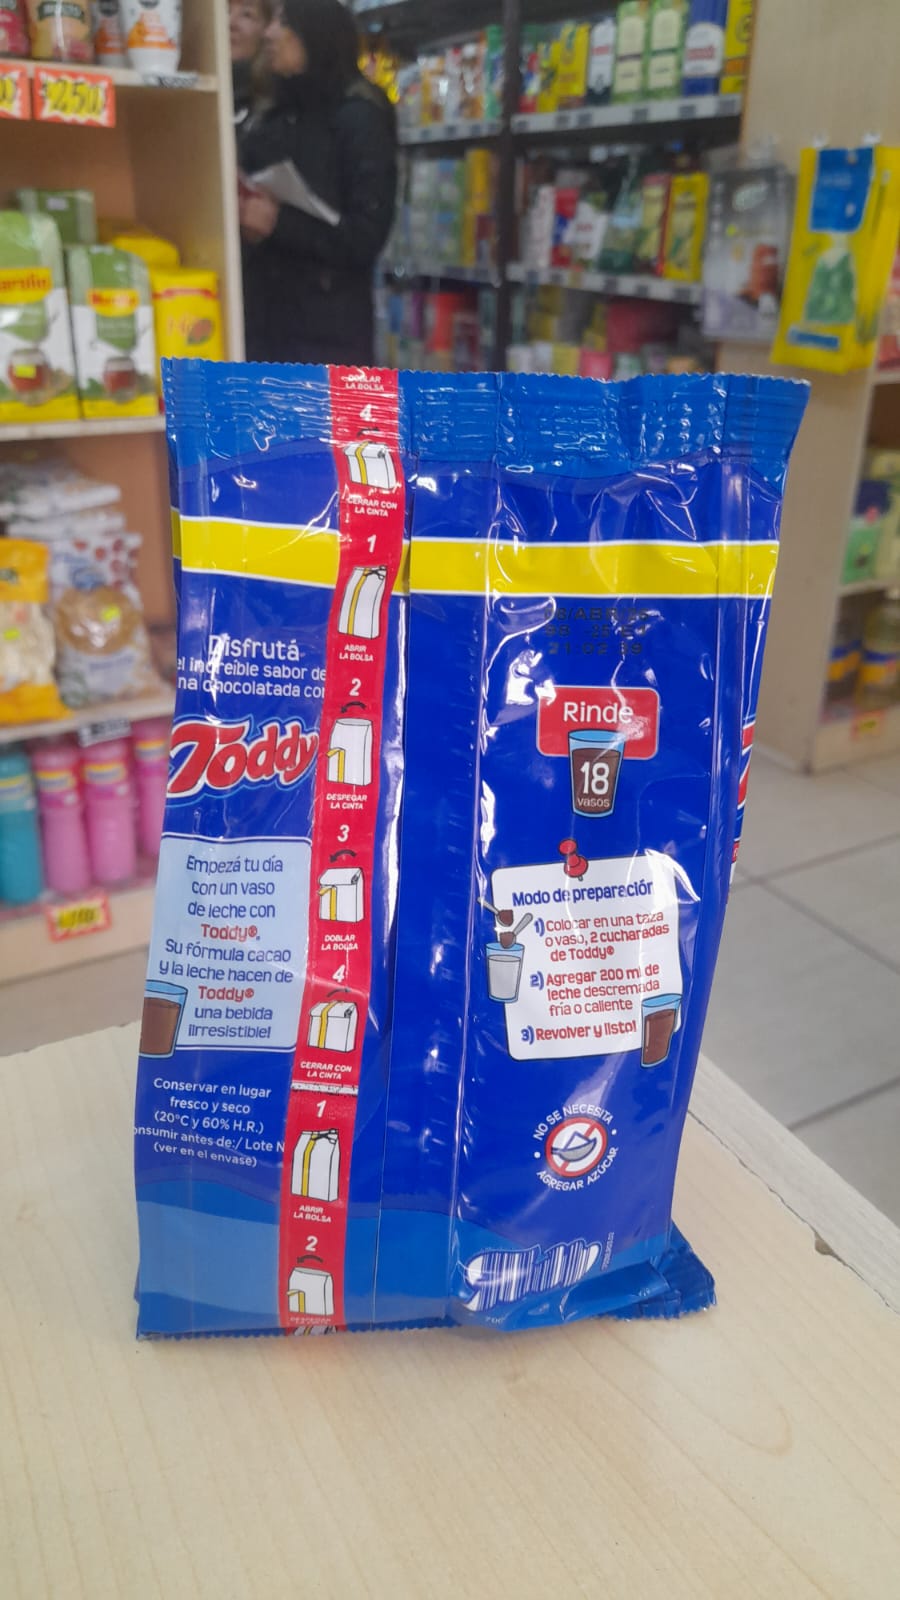 DOBLAR
LA BOLSA
4
CERRAR CON
LA CINTA
1
ABRIR
LA BOLSA
2
DESPEGAR
LA CINTA
3
DOBLAR
LA BOLSA
4
CERRAR CON
LA CINTA
1
ABRIR
LA BOLSA
2
Disfrutá
el increíble sabor de
na chocolatada con
Toddy
Empezá tu día
con un vaso
de leche con
Toddy®.
Su fórmula cacao
y la leche hacen de
Toddy®
una bebida
irresistible!
Conservar en lugar
fresco y seco
(20°C y 60% H.R.)
onsumir antes de:/ Lote N
(ver en el envase)
Rinde
18
vasos
Modo de preparación
1) Colocar en una taza
o vaso, 2 cucharadas
de Toddy®
2) Agregar 200 ml de
leche descremada
fría o caliente
3) Revolver y listo!
NO SE NECESITA
AGREGAR AZÚCAR